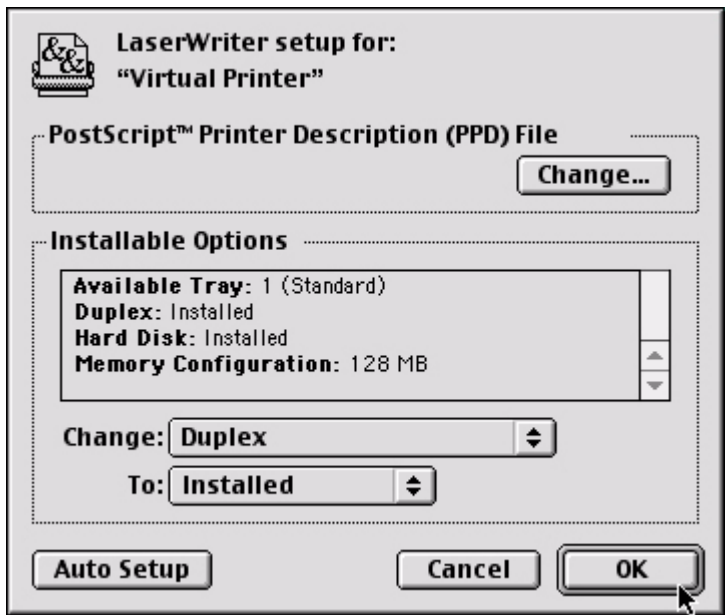 LaserWriter setup for:
“Virtual Printer”
PostScript™ Printer Description (PPD) File
Change...
Installable Options
Available Tray: 1 (Standard)
Duplex: Installed
Hard Disk: Installed
Memory Configuration: 128 MB
Change: Duplex
To: Installed
Auto Setup Cancel OK